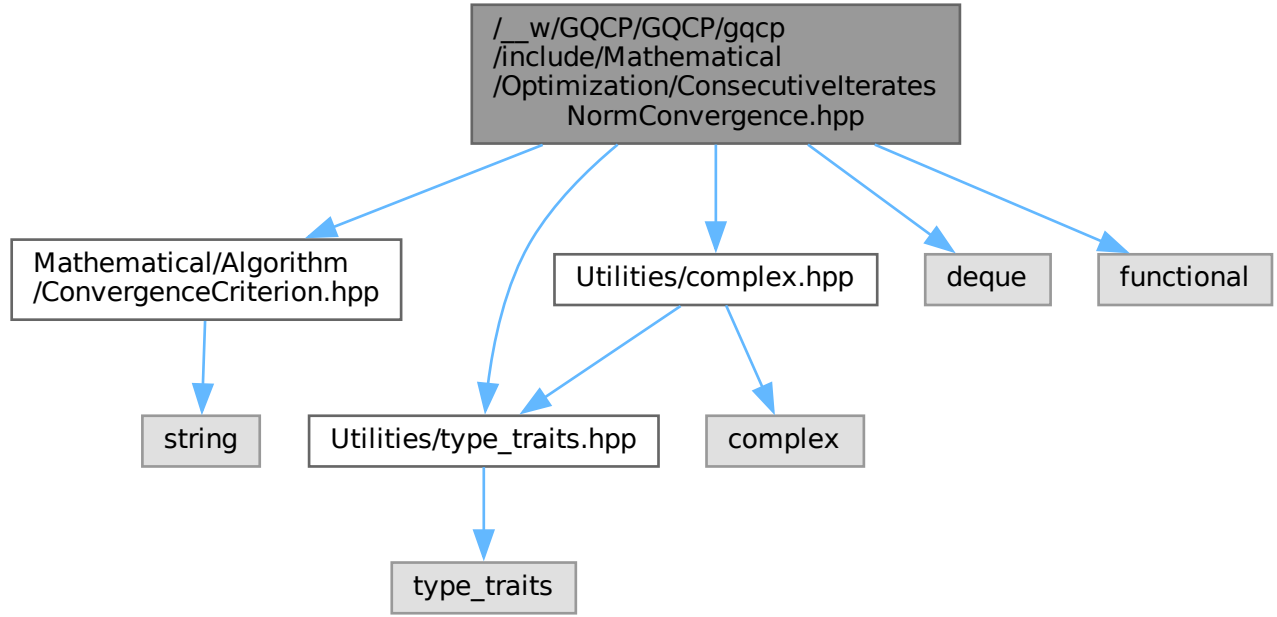 /__w/GQCP/GQCP/gqcp
/include/Mathematical
/Optimization/ConsecutiveIterates
NormConvergence.hpp
Mathematical/Algorithm
/ConvergenceCriterion.hpp
Utilities/complex.hpp
deque
functional
string
Utilities/type_traits.hpp
complex
type_traits